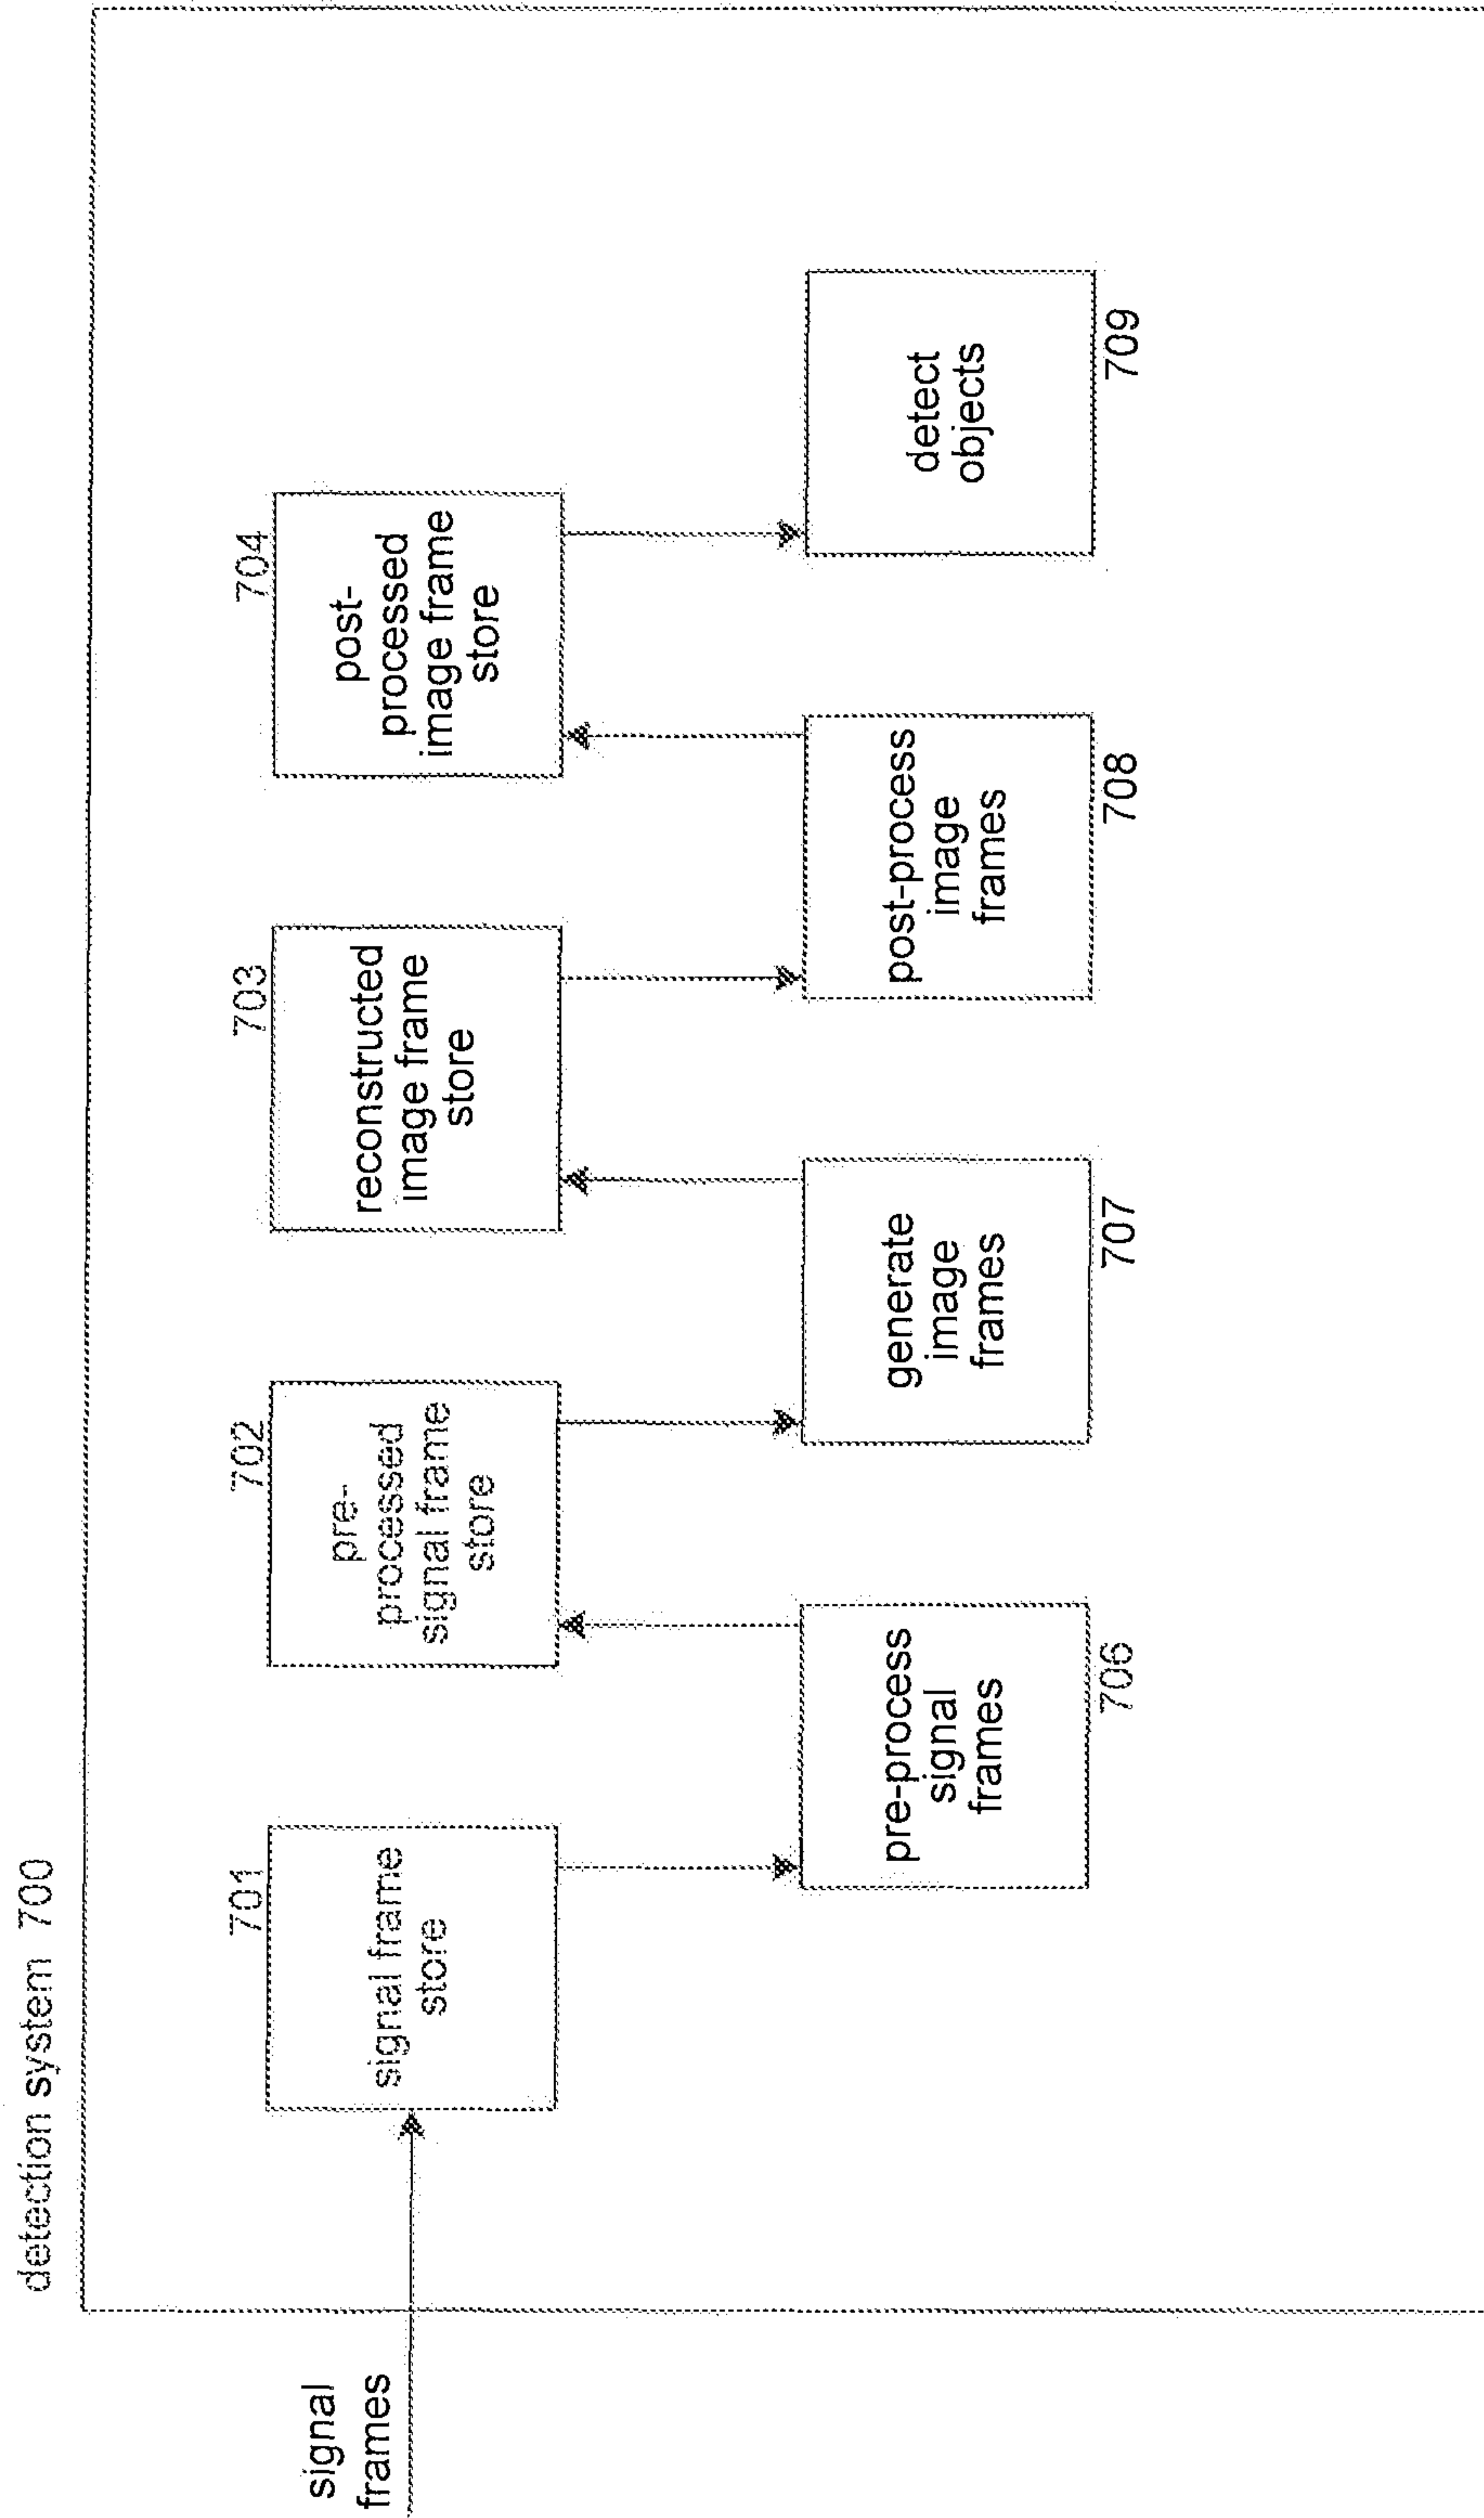 detection system 700
signal
frames
701
signal frame
store
702
pre-
processed
signal frame
store
703
reconstructed
image frame
store
704
post-
processed
image frame
store
pre-process
signal
frames
706
generate
image
frames
707
post-process
image
frames
708
detect
objects
709